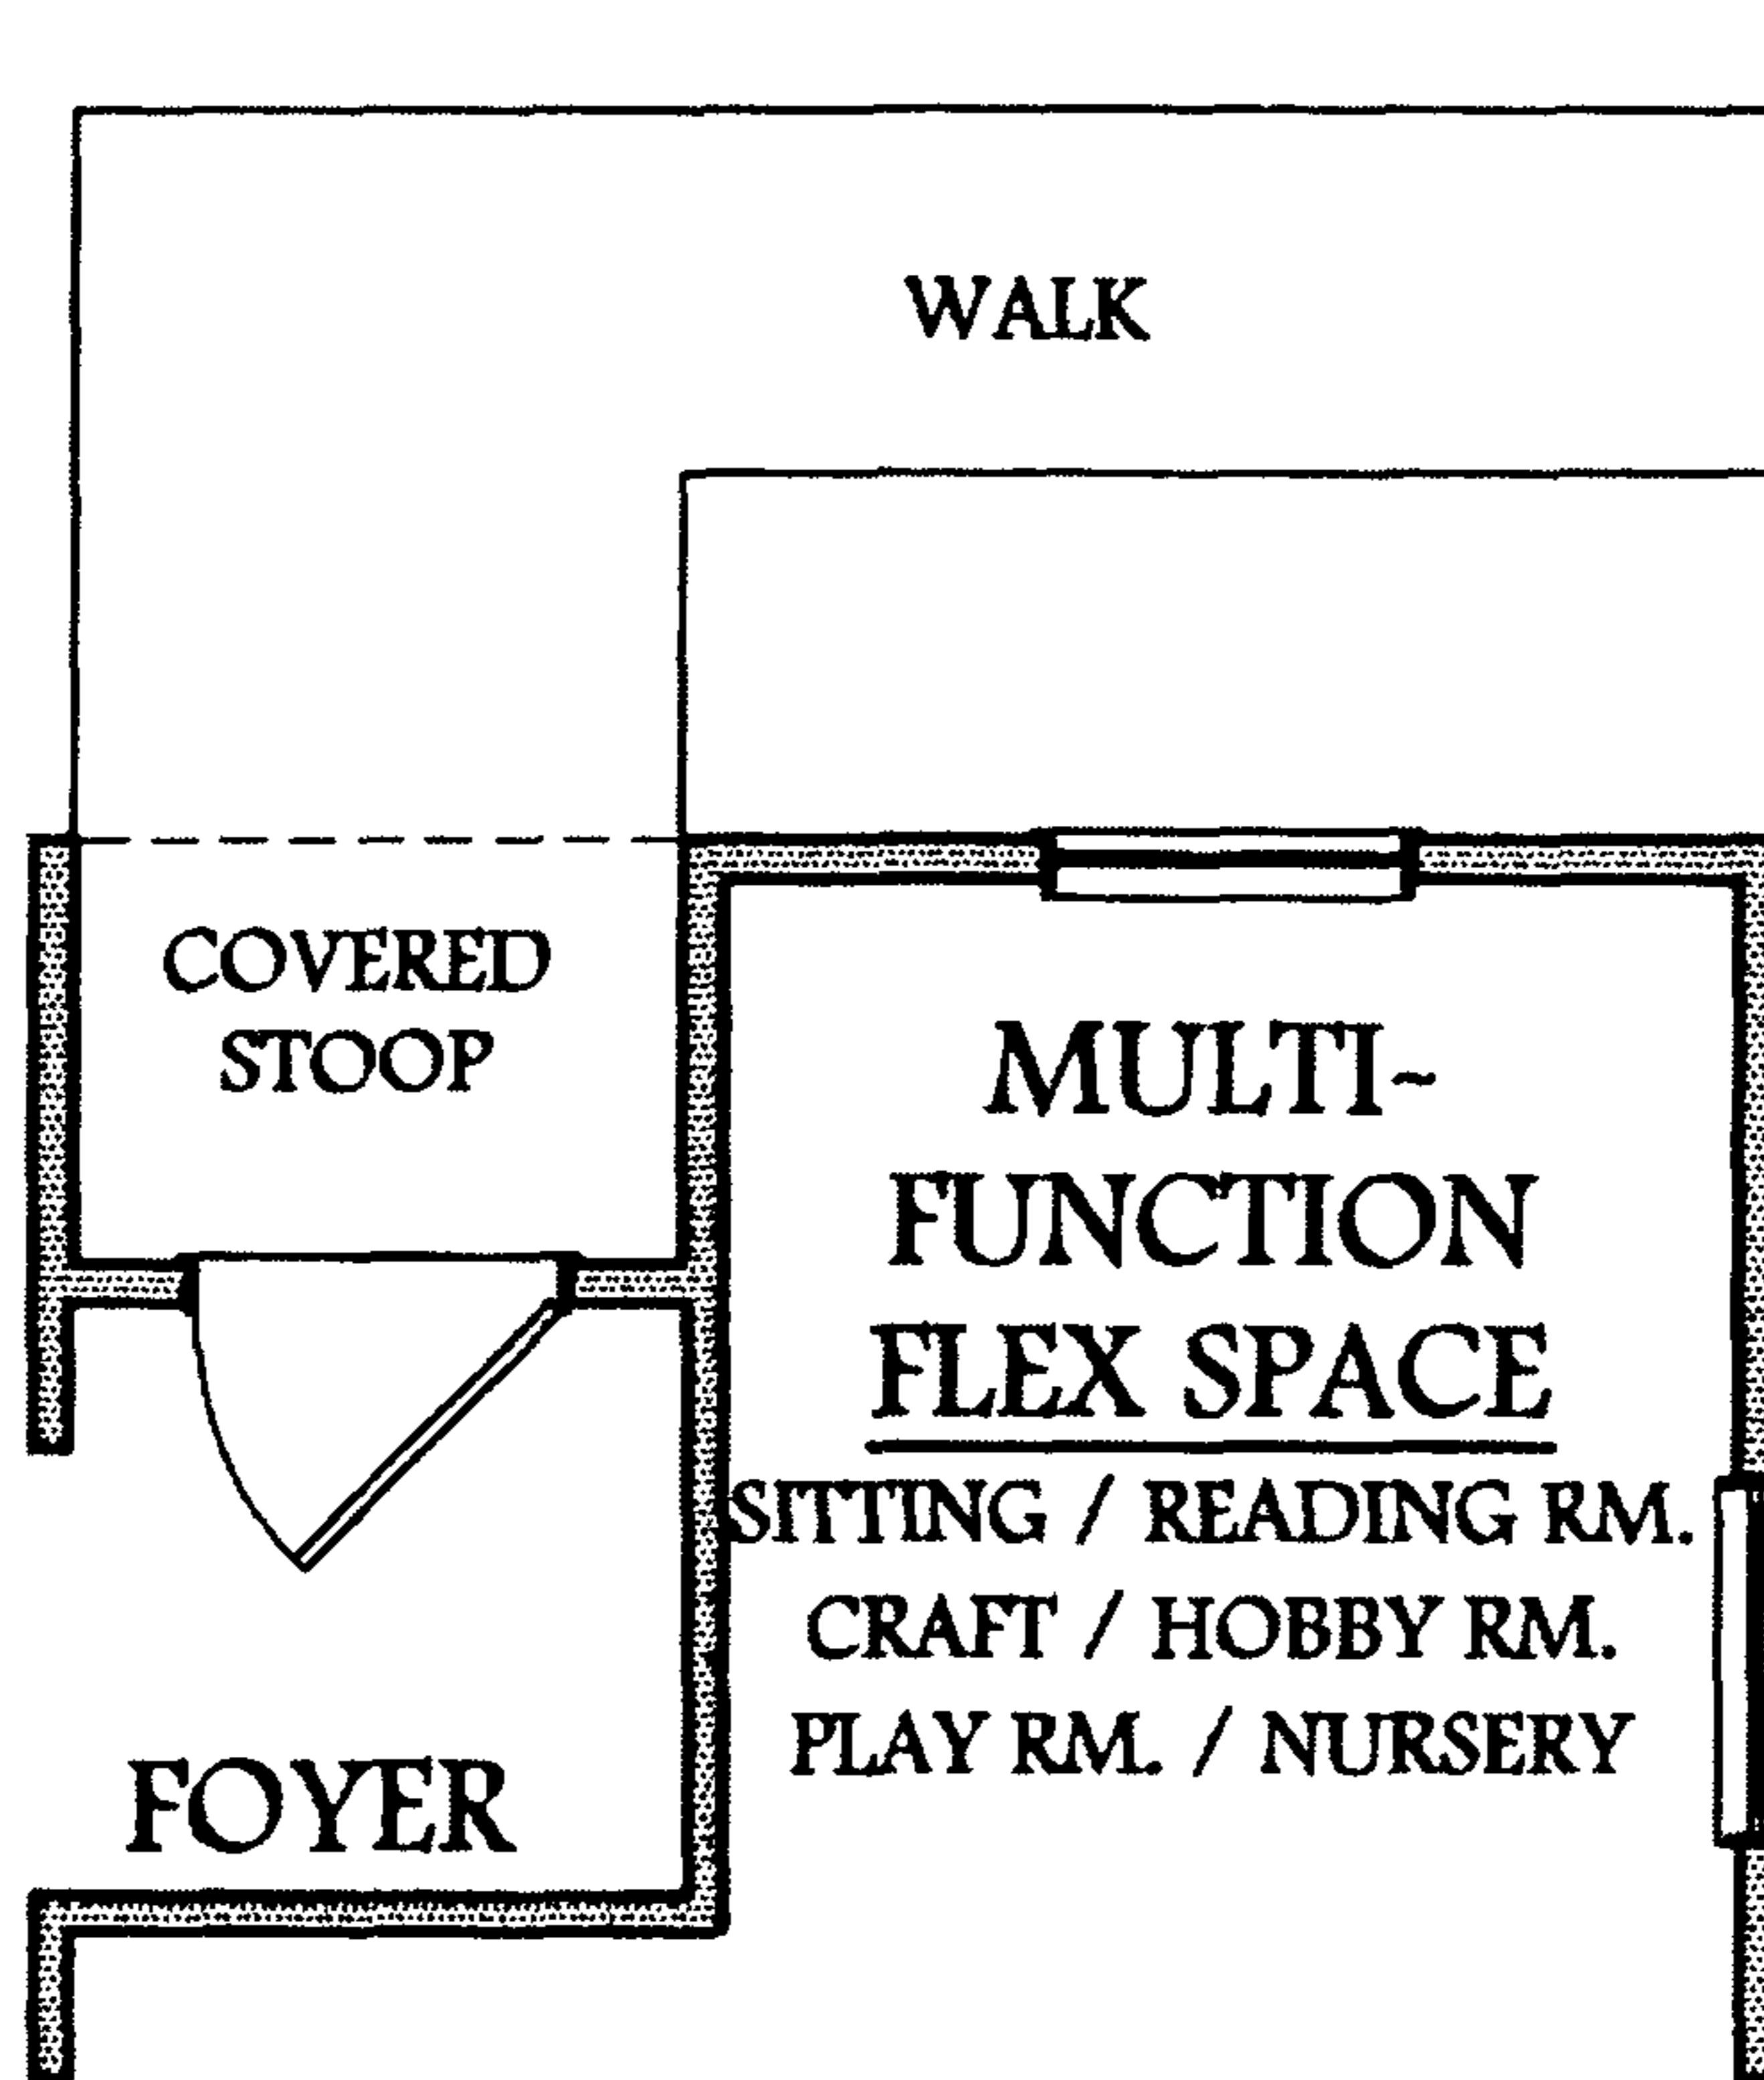 WALK
COVERED
STOOP
MULTI-
FUNCTION
FLEX SPACE
SITTING / READING RM.
CRAFT / HOBBY RM.
PLAY RM. / NURSERY
FOYER